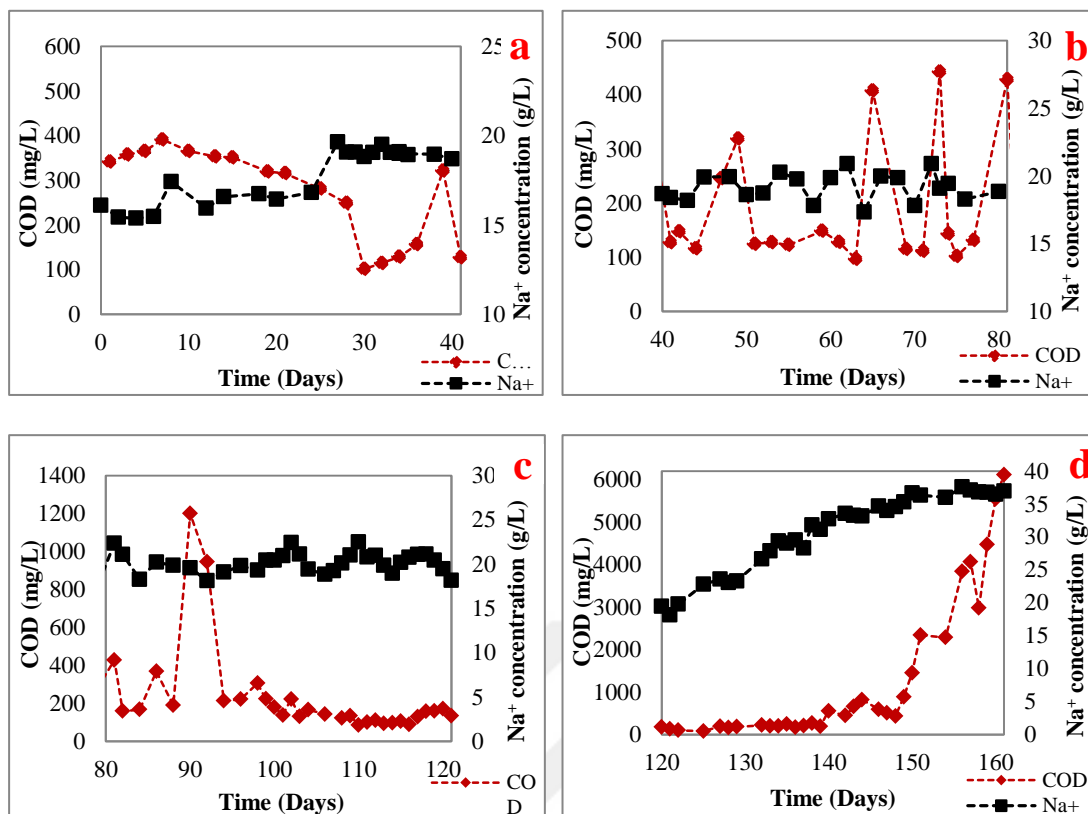 a
600
500
400
300
200
100
0
COD (mg/L)
25
20
15
10
Na⁺ concentration (g/L)
0 10 20 30 40
Time (Days)
C…
Na+
b
500
450
400
350
300
250
200
150
100
50
0
COD (mg/L)
30
25
20
15
10
Na⁺ concentration (g/L)
40 50 60 70 80
Time (Days)
COD
Na+
c
1400
1200
1000
800
600
400
200
0
COD (mg/L)
30
25
20
15
10
5
0
Na⁺ concentration (g/L)
80 90 100 110 120
Time (Days)
CO
D
d
6000
5000
4000
3000
2000
1000
0
COD (mg/L)
40
35
30
25
20
15
10
5
0
Na⁺ concentration (g/L)
120 130 140 150 160
Time (Days)
COD
Na+